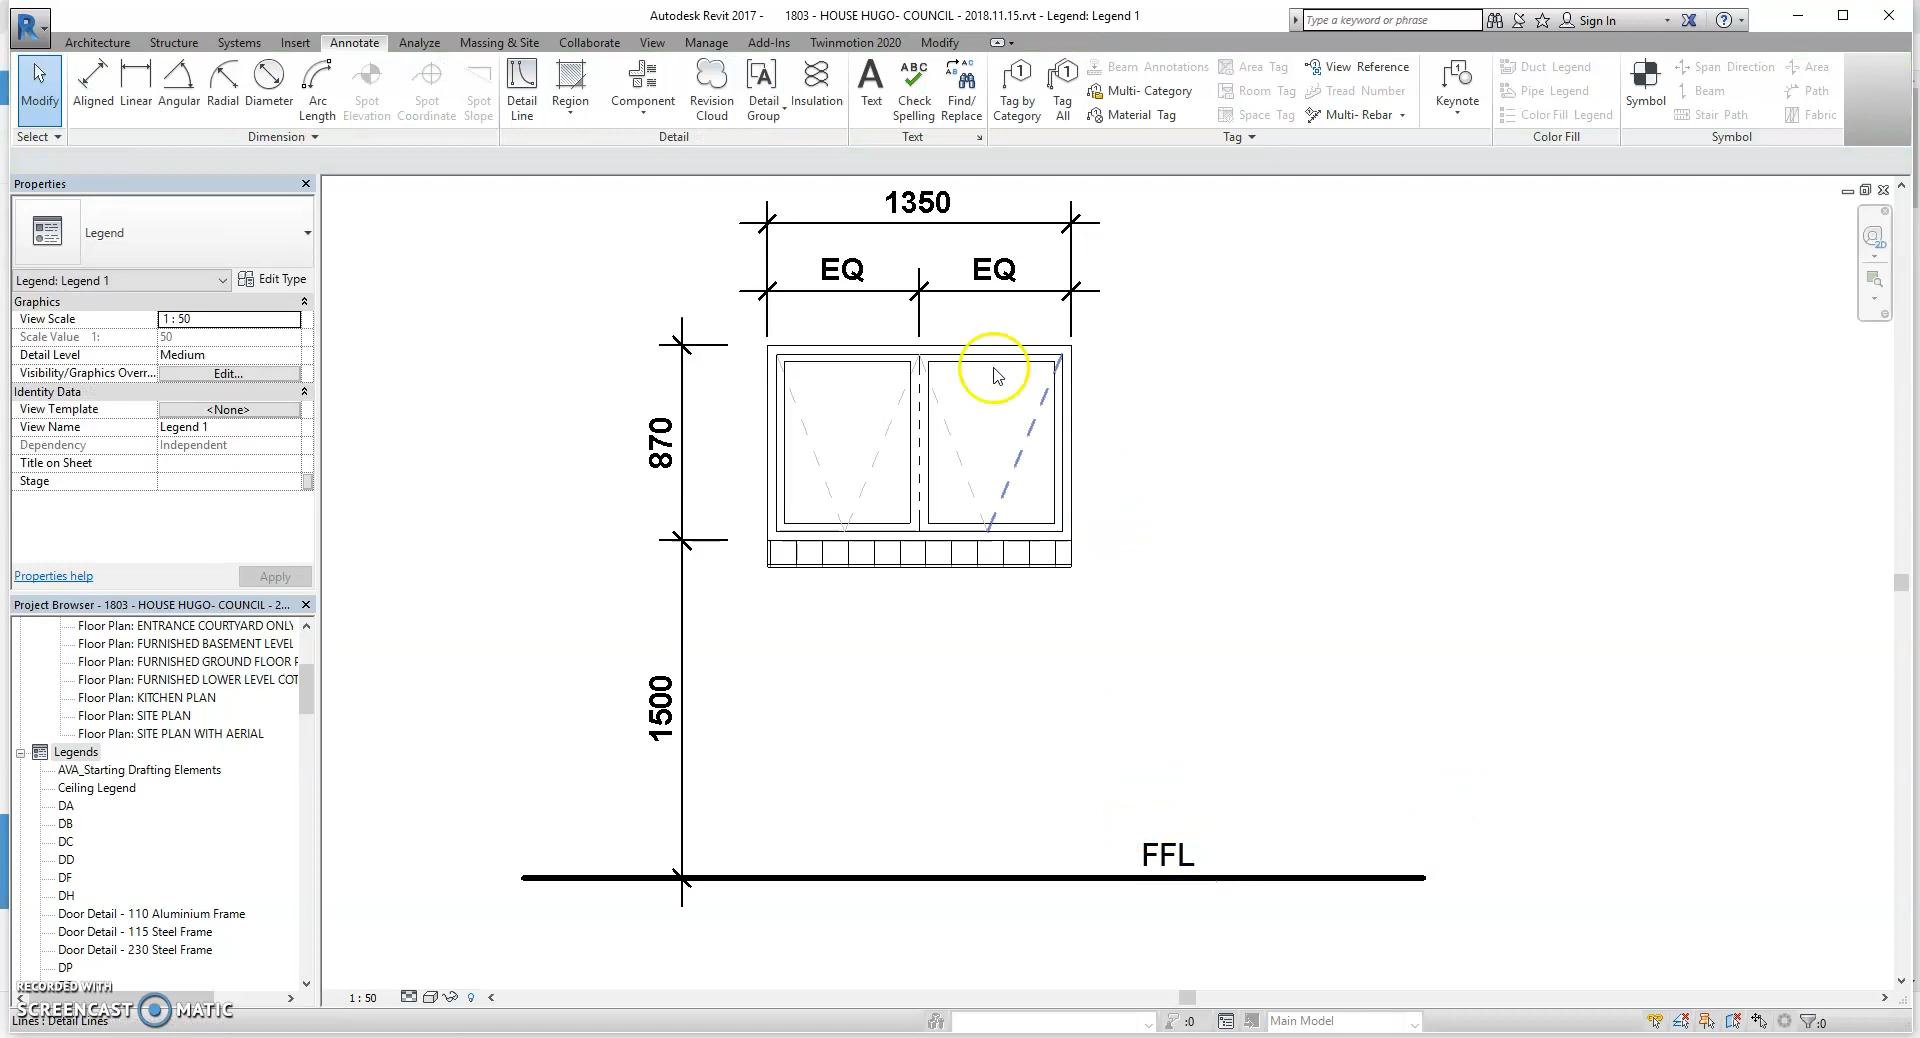 Autodesk Revit 2017 - 1803 - HOUSE HUGO- COUNCIL - 2018.11.15.rvt - Legend: Legend 1
Type a keyword or phrase
Sign In
Architecture Structure Systems Insert Annotate Analyze Massing & Site Collaborate View Manage Add-Ins Twinmotion 2020 Modify
Modify
Aligned
Linear
Angular
Radial
Diameter
Arc Length
Spot Elevation
Spot Coordinate
Spot Slope
Detail Line
Region
Component
Revision Cloud
Detail Group
Insulation
Text
ABC
Check Spelling
Find/ Replace
Tag by Category
Tag All
Beam Annotations
Multi- Category
Material Tag
Area Tag
Room Tag
Space Tag
View Reference
Tread Number
Multi- Rebar
Keynote
Duct Legend
Pipe Legend
Color Fill Legend
Symbol
Span Direction
Beam
Stair Path
Area
Path
Fabric
Select Dimension Detail Text Tag Color Fill Symbol
Properties
Legend
Legend: Legend 1 Edit Type
Graphics
View Scale 1 : 50
Scale Value 1: 50
Detail Level Medium
Visibility/Graphics Overr... Edit...
Identity Data
View Template <None>
View Name Legend 1
Dependency Independent
Title on Sheet
Stage
Properties help Apply
Project Browser - 1803 - HOUSE HUGO- COUNCIL - 2...
Floor Plan: ENTRANCE COURTYARD ONLY
Floor Plan: FURNISHED BASEMENT LEVEL
Floor Plan: FURNISHED GROUND FLOOR P
Floor Plan: FURNISHED LOWER LEVEL COT
Floor Plan: KITCHEN PLAN
Floor Plan: SITE PLAN
Floor Plan: SITE PLAN WITH AERIAL
Legends
AVA_Starting Drafting Elements
Ceiling Legend
DA
DB
DC
DD
DF
DH
Door Detail - 110 Aluminium Frame
Door Detail - 115 Steel Frame
Door Detail - 230 Steel Frame
DP
RECORDED WITH
SCREENCAST MATIC
Lines : Detail Lines
1350
EQ EQ
870
1500
FFL
2D
1 : 50
:0
Main Model
:0